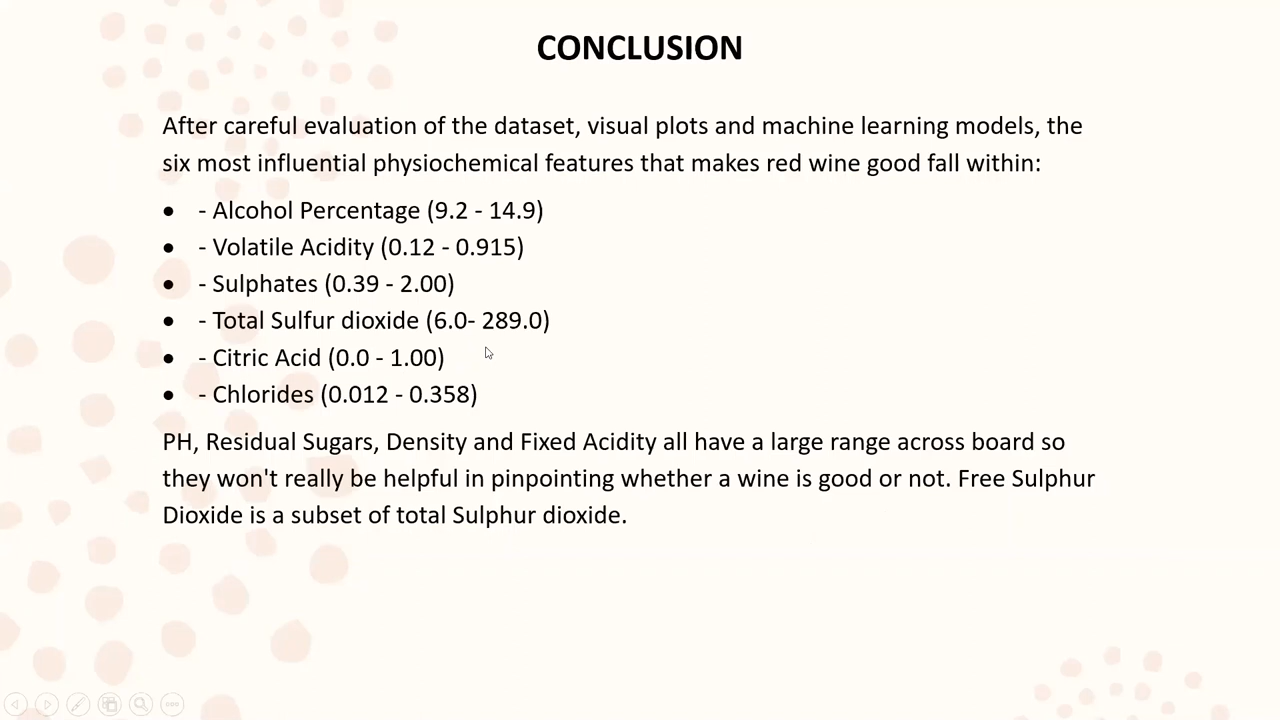 CONCLUSION
After careful evaluation of the dataset, visual plots and machine learning models, the
six most influential physiochemical features that makes red wine good fall within:
• - Alcohol Percentage (9.2 - 14.9)
• - Volatile Acidity (0.12 - 0.915)
• - Sulphates (0.39 - 2.00)
• - Total Sulfur dioxide (6.0- 289.0)
• - Citric Acid (0.0 - 1.00)
• - Chlorides (0.012 - 0.358)
PH, Residual Sugars, Density and Fixed Acidity all have a large range across board so
they won't really be helpful in pinpointing whether a wine is good or not. Free Sulphur
Dioxide is a subset of total Sulphur dioxide.